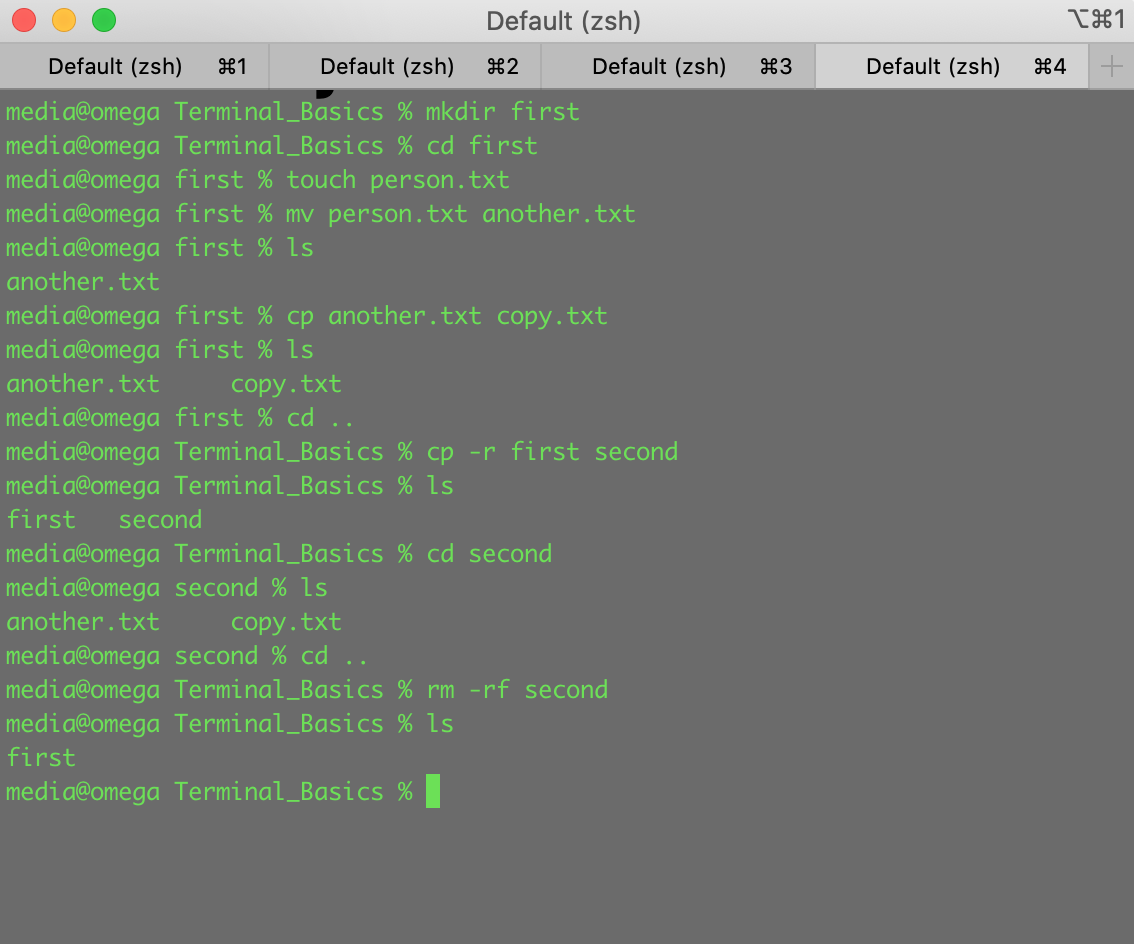 Default (zsh) ⌥⌘1
Default (zsh) ⌘1 Default (zsh) ⌘2 Default (zsh) ⌘3 Default (zsh) ⌘4 +
media@omega Terminal_Basics % mkdir first
media@omega Terminal_Basics % cd first
media@omega first % touch person.txt
media@omega first % mv person.txt another.txt
media@omega first % ls
another.txt
media@omega first % cp another.txt copy.txt
media@omega first % ls
another.txt     copy.txt
media@omega first % cd ..
media@omega Terminal_Basics % cp -r first second
media@omega Terminal_Basics % ls
first   second
media@omega Terminal_Basics % cd second
media@omega second % ls
another.txt     copy.txt
media@omega second % cd ..
media@omega Terminal_Basics % rm -rf second
media@omega Terminal_Basics % ls
first
media@omega Terminal_Basics %